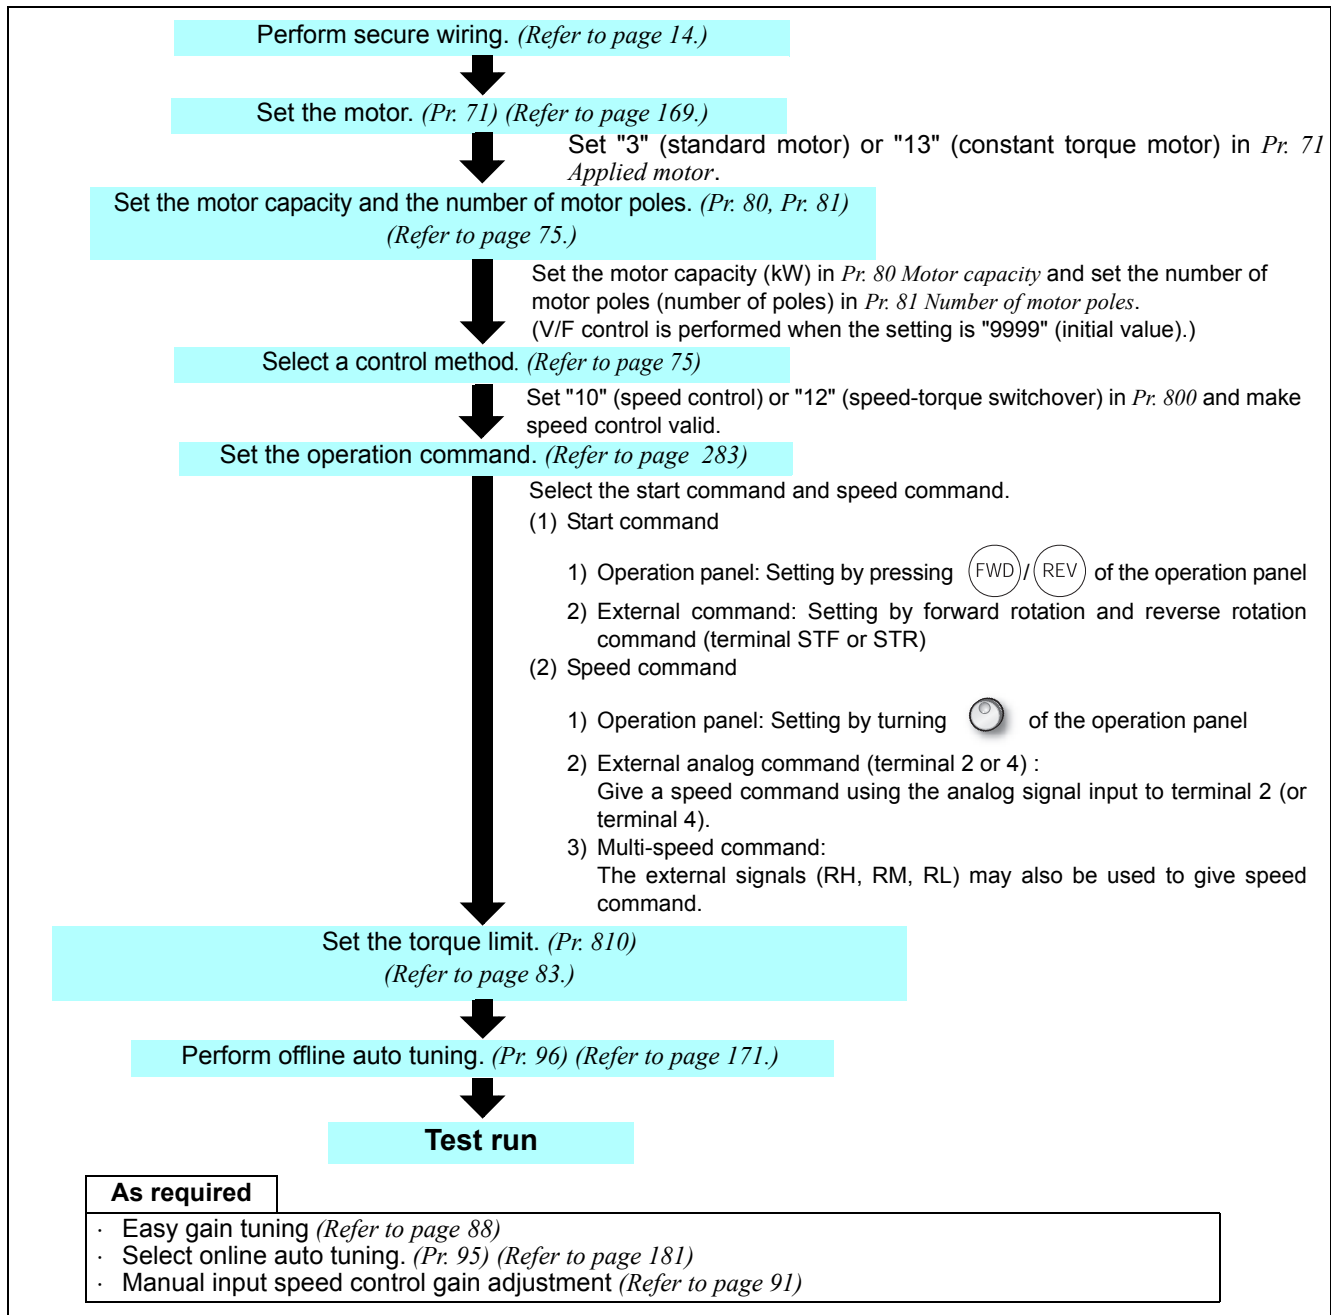 Perform secure wiring. (Refer to page 14.)
Set the motor. (Pr. 71) (Refer to page 169.)
Set "3" (standard motor) or "13" (constant torque motor) in Pr. 71
Applied motor.
Set the motor capacity and the number of motor poles. (Pr. 80, Pr. 81)
(Refer to page 75.)
Set the motor capacity (kW) in Pr. 80 Motor capacity and set the number of
motor poles (number of poles) in Pr. 81 Number of motor poles.
(V/F control is performed when the setting is "9999" (initial value).)
Select a control method. (Refer to page 75)
Set "10" (speed control) or "12" (speed-torque switchover) in Pr. 800 and make
speed control valid.
Set the operation command. (Refer to page 283)
Select the start command and speed command.
(1) Start command
1) Operation panel: Setting by pressing FWD / REV of the operation panel
2) External command: Setting by forward rotation and reverse rotation
command (terminal STF or STR)
(2) Speed command
1) Operation panel: Setting by turning of the operation panel
2) External analog command (terminal 2 or 4) :
Give a speed command using the analog signal input to terminal 2 (or
terminal 4).
3) Multi-speed command:
The external signals (RH, RM, RL) may also be used to give speed
command.
Set the torque limit. (Pr. 810)
(Refer to page 83.)
Perform offline auto tuning. (Pr. 96) (Refer to page 171.)
Test run
As required
· Easy gain tuning (Refer to page 88)
· Select online auto tuning. (Pr. 95) (Refer to page 181)
· Manual input speed control gain adjustment (Refer to page 91)